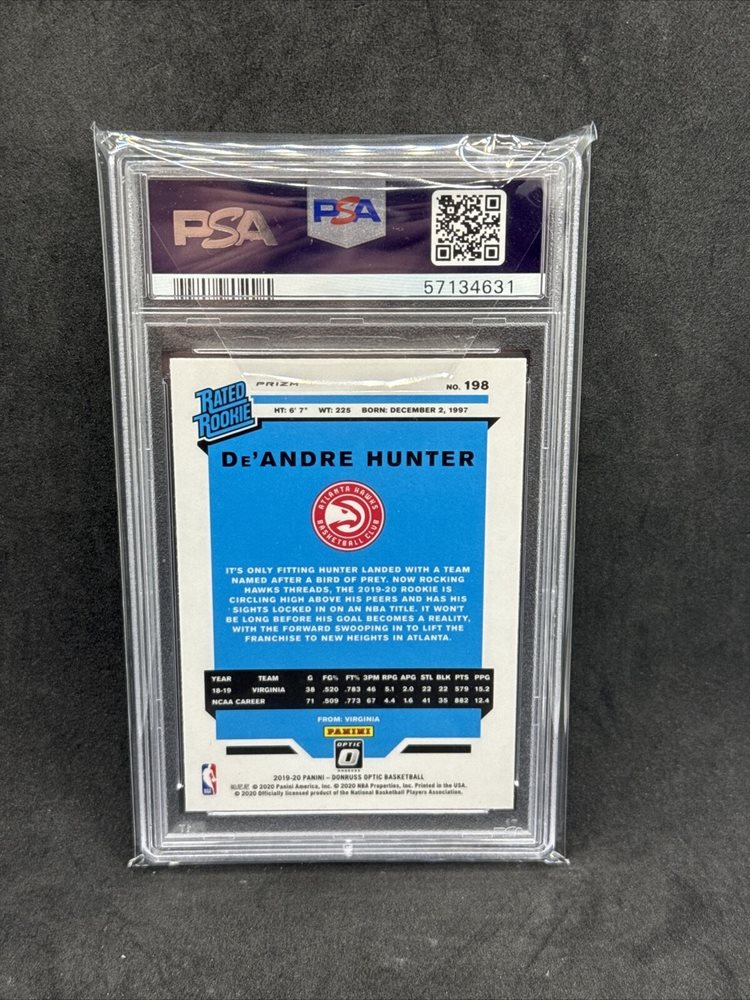 PSA
PSA
57134631
RATED
ROOKIE
PRIZM
NO. 198
HT: 6' 7" WT: 225 BORN: DECEMBER 2, 1997
DE'ANDRE HUNTER
ATLANTA HAWKS
BASKETBALL CLUB
IT'S ONLY FITTING HUNTER LANDED WITH A TEAM
NAMED AFTER A BIRD OF PREY. NOW ROCKING
HAWKS THREADS, THE 2019-20 ROOKIE IS
CIRCLING HIGH ABOVE HIS PEERS AND HAS HIS
SIGHTS LOCKED IN ON AN NBA TITLE. IT WON'T
BE LONG BEFORE HIS GOAL BECOMES A REALITY,
WITH THE FORWARD SWOOPING IN TO LIFT THE
FRANCHISE TO NEW HEIGHTS IN ATLANTA.
YEAR TEAM G FG% FT% 3PM RPG APG STL BLK PTS PPG
18-19 VIRGINIA 38 .520 .783 46 5.1 2.0 22 22 579 15.2
NCAA CAREER 71 .509 .773 67 4.4 1.6 41 35 882 12.4
FROM: VIRGINIA
PANINI
OPTIC
DONRUSS
2019-20 PANINI – DONRUSS OPTIC BASKETBALL
© 2020 Panini America, Inc. © 2020 NBA Properties, Inc. Printed in the USA.
© 2020 Officially licensed product of the National Basketball Players Association.